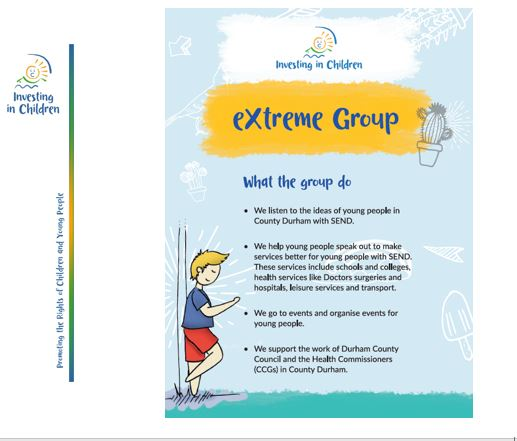 Investing
in Children
Promoting the Rights of Children and Young People
Investing in Children
eXtreme Group
What the group do
• We listen to the ideas of young people in
County Durham with SEND.
• We help young people speak out to make
services better for young people with SEND.
These services include schools and colleges,
health services like Doctors surgeries and
hospitals, leisure services and transport.
• We go to events and organise events for
young people.
• We support the work of Durham County
Council and the Health Commissioners
(CCGs) in County Durham.